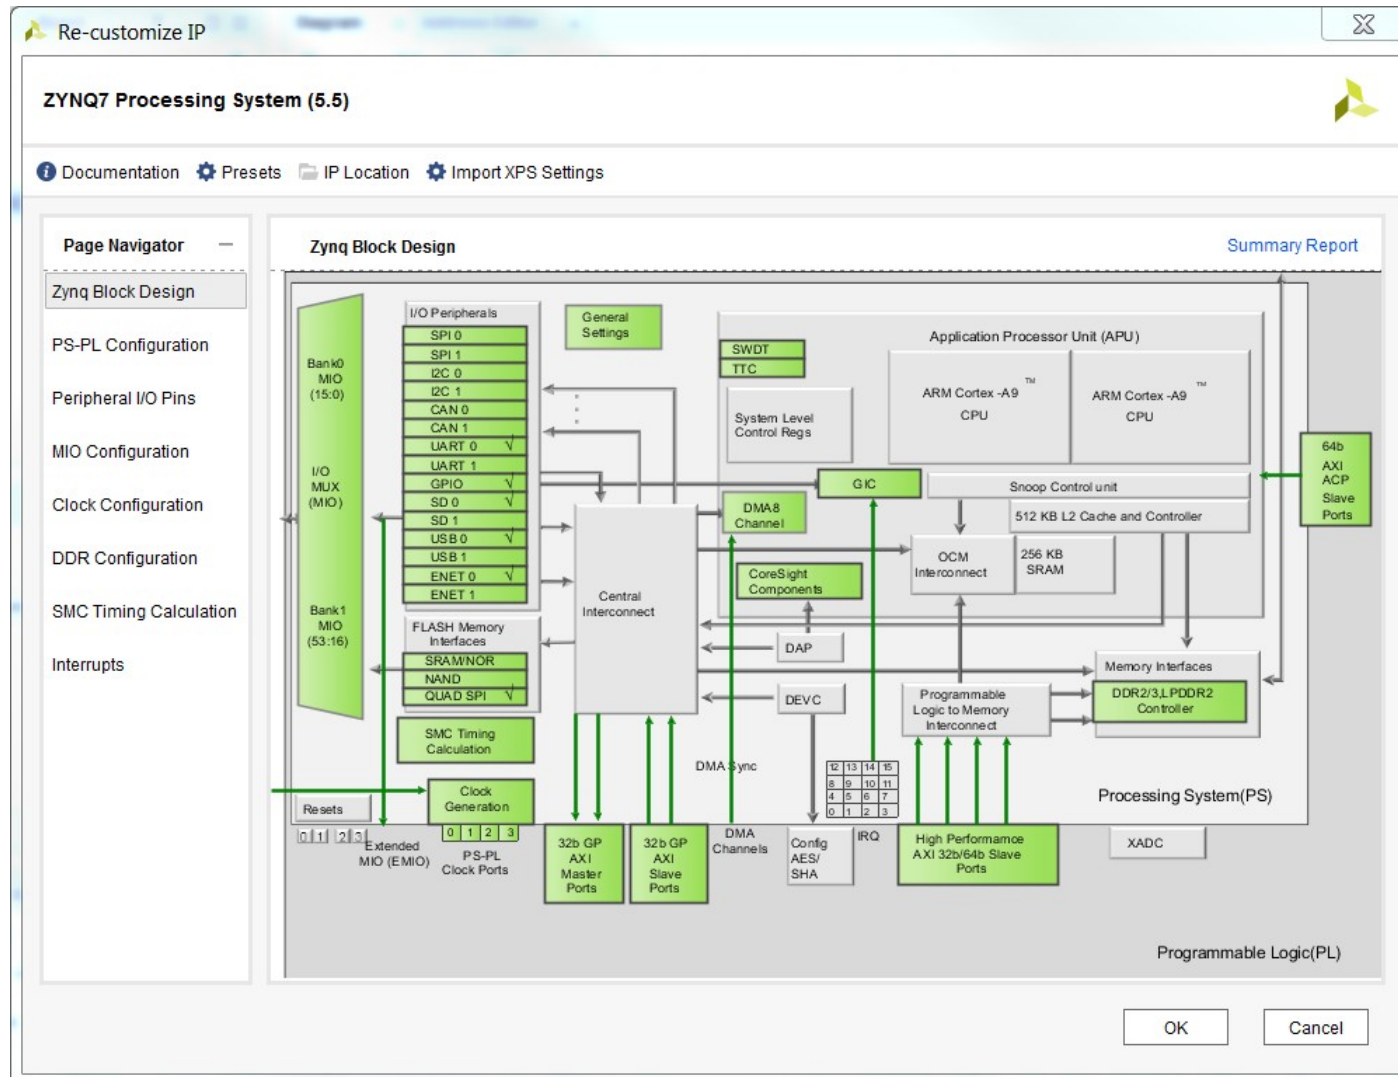 Re-customize IP
ZYNQ7 Processing System (5.5)
Documentation Presets IP Location Import XPS Settings
Page Navigator
Zynq Block Design
PS-PL Configuration
Peripheral I/O Pins
MIO Configuration
Clock Configuration
DDR Configuration
SMC Timing Calculation
Interrupts
Zynq Block Design
Summary Report
Bank0
MIO
(15:0)
I/O
MUX
(MIO)
Bank1
MIO
(53:16)
I/O Peripherals
SPI 0
SPI 1
I2C 0
I2C 1
CAN 0
CAN 1
UART 0 √
UART 1
GPIO √
SD 0 √
SD 1
USB 0 √
USB 1
ENET 0 √
ENET 1
FLASH Memory
Interfaces
SRAM/NOR
NAND
QUAD SPI √
SMC Timing
Calculation
General
Settings
Application Processor Unit (APU)
SWDT
TTC
System Level
Control Regs
ARM Cortex -A9 ™
CPU
ARM Cortex -A9 ™
CPU
64b
AXI
ACP
Slave
Ports
GIC
Snoop Control unit
512 KB L2 Cache and Controller
DMA8
Channel
OCM
Interconnect
256 KB
SRAM
CoreSight
Components
Central
Interconnect
DAP
DEVC
Programmable
Logic to Memory
Interconnect
Memory Interfaces
DDR2/3,LPDDR2
Controller
DMA Sync
12 13 14 15
8 9 10 11
4 5 6 7
0 1 2 3
IRQ
Processing System(PS)
Resets
0 1 2 3
Clock
Generation
0 1 2 3
Extended
MIO (EMIO)
PS-PL
Clock Ports
32b GP
AXI
Master
Ports
32b GP
AXI
Slave
Ports
DMA
Channels
Config
AES/
SHA
High Performamce
AXI 32b/64b Slave
Ports
XADC
Programmable Logic(PL)
OK
Cancel